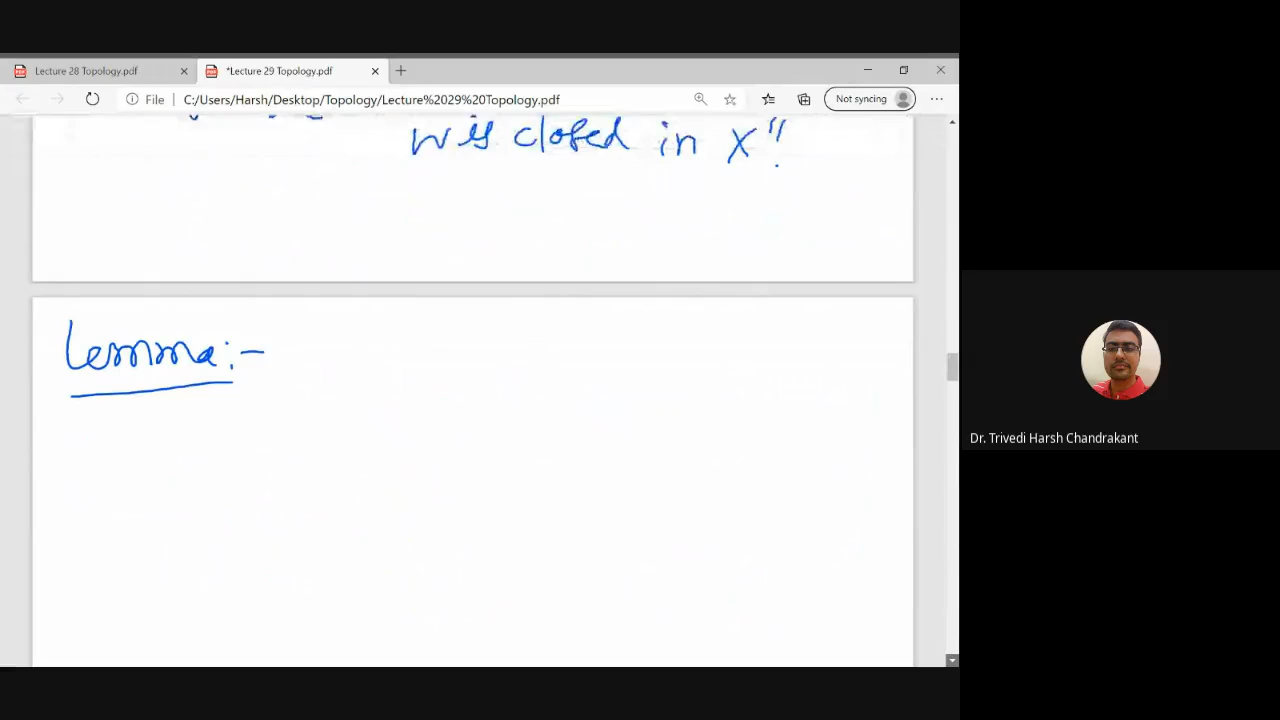 Lecture 28 Topology.pdf
*Lecture 29 Topology.pdf
File
C:/Users/Harsh/Desktop/Topology/Lecture%2029%20Topology.pdf
Not syncing
W is closed in X"!
Lemma:-
Dr. Trivedi Harsh Chandrakant